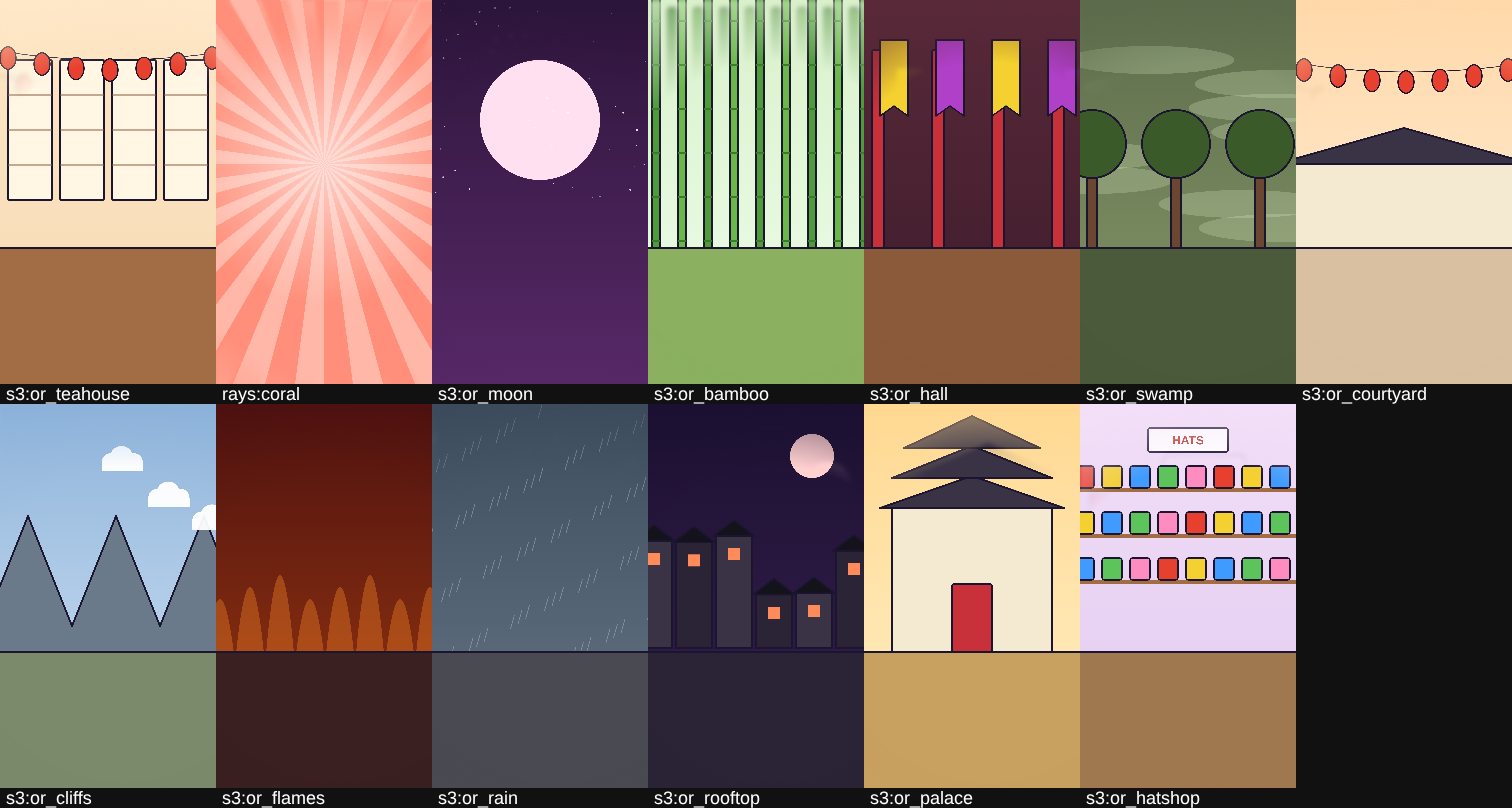 s3:or_teahouse
rays:coral
s3:or_moon
s3:or_bamboo
s3:or_hall
s3:or_swamp
s3:or_courtyard
HATS
s3:or_cliffs
s3:or_flames
s3:or_rain
s3:or_rooftop
s3:or_palace
s3:or_hatshop